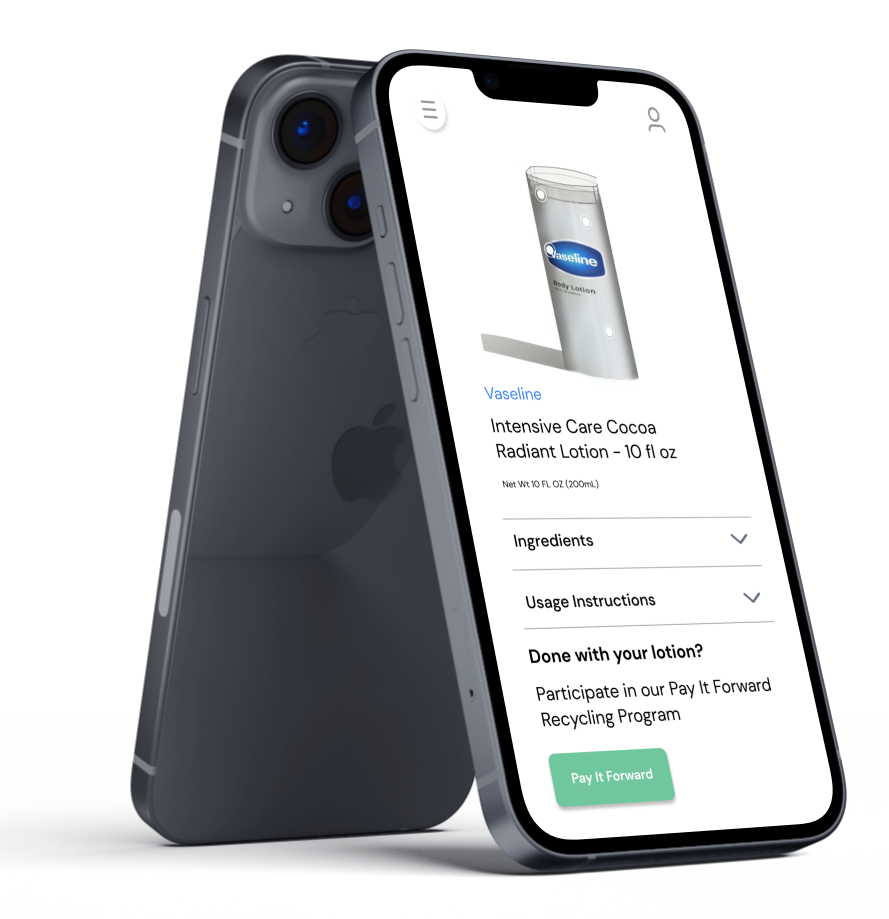 Vaseline
Body Lotion
Vaseline
Intensive Care Cocoa
Radiant Lotion - 10 fl oz
Net Wt 10 FL OZ (200mL)
Ingredients
Usage Instructions
Done with your lotion?
Participate in our Pay It Forward
Recycling Program
Pay It Forward